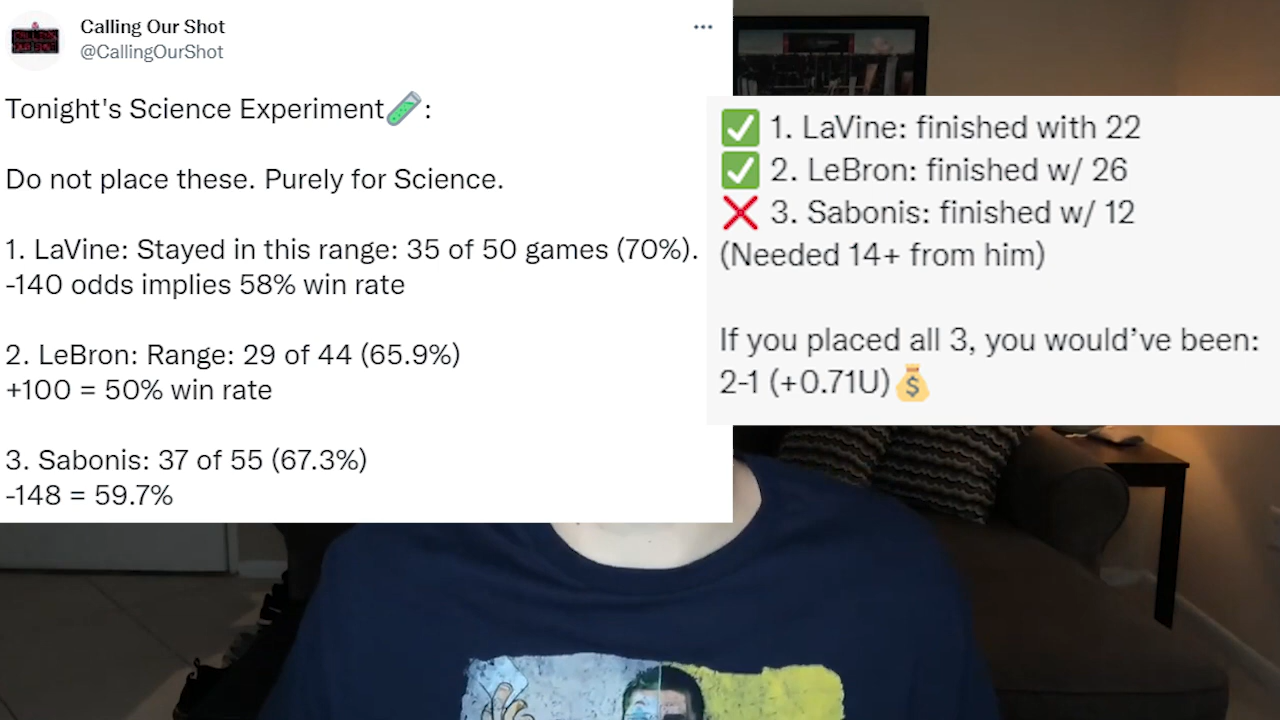 Calling Our Shot
@CallingOurShot
Tonight's Science Experiment🧪:
Do not place these. Purely for Science.
1. LaVine: Stayed in this range: 35 of 50 games (70%).
-140 odds implies 58% win rate
2. LeBron: Range: 29 of 44 (65.9%)
+100 = 50% win rate
3. Sabonis: 37 of 55 (67.3%)
-148 = 59.7%
✅ 1. LaVine: finished with 22
✅ 2. LeBron: finished w/ 26
❌ 3. Sabonis: finished w/ 12
(Needed 14+ from him)
If you placed all 3, you would’ve been:
2-1 (+0.71U)💰